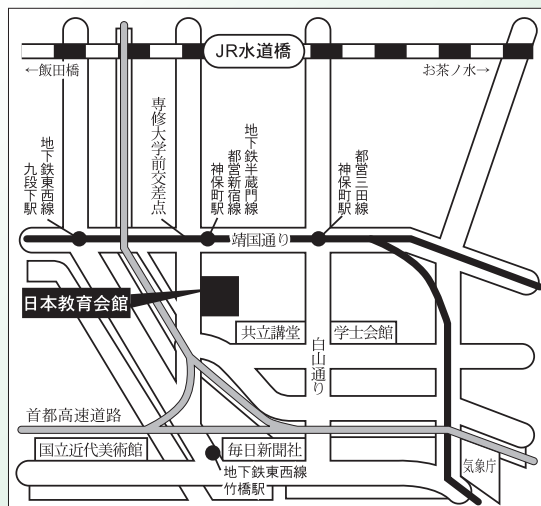 JR水道橋
←飯田橋
お茶ノ水→
地下鉄東西線
九段下駅
専修大学前交差点
地下鉄半蔵門線
都営新宿線
神保町駅
都営三田線
神保町駅
靖国通り
日本教育会館
共立講堂
学士会館
白山通り
首都高速道路
国立近代美術館
毎日新聞社
気象庁
地下鉄東西線
竹橋駅